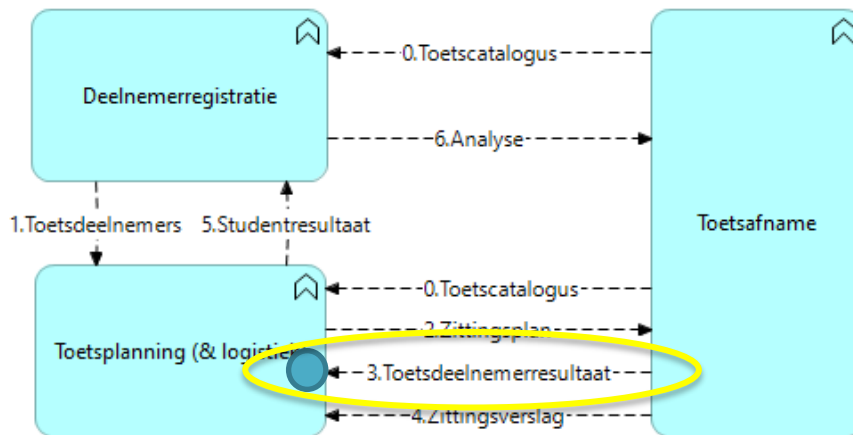 0.Toetscatalogus
Deelnemerregistratie
6.Analyse
1.Toetsdeelnemers
5.Studentresultaat
Toetsafname
0.Toetscatalogus
2.Zittingsplan
Toetsplanning (& logistiek)
3.Toetsdeelnemerresultaat
4.Zittingsverslag